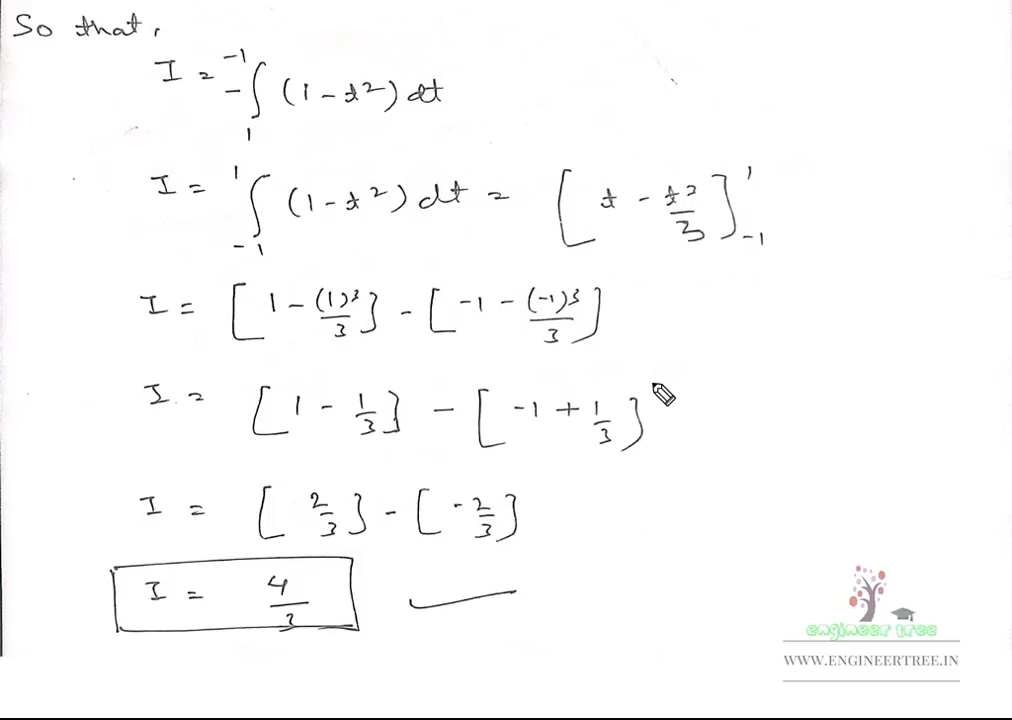 So that,
I = - ∫_{1}^{-1} (1 - t²) dt
I = ∫_{-1}^{1} (1 - t²) dt = [t - t²/3]_{-1}^{1}
I = [1 - (1)³/3] - [-1 - (-1)³/3]
I = [1 - 1/3] - [-1 + 1/3]
I = [2/3] - [-2/3]
I = 4/3
engineer tree
WWW.ENGINEERTREE.IN